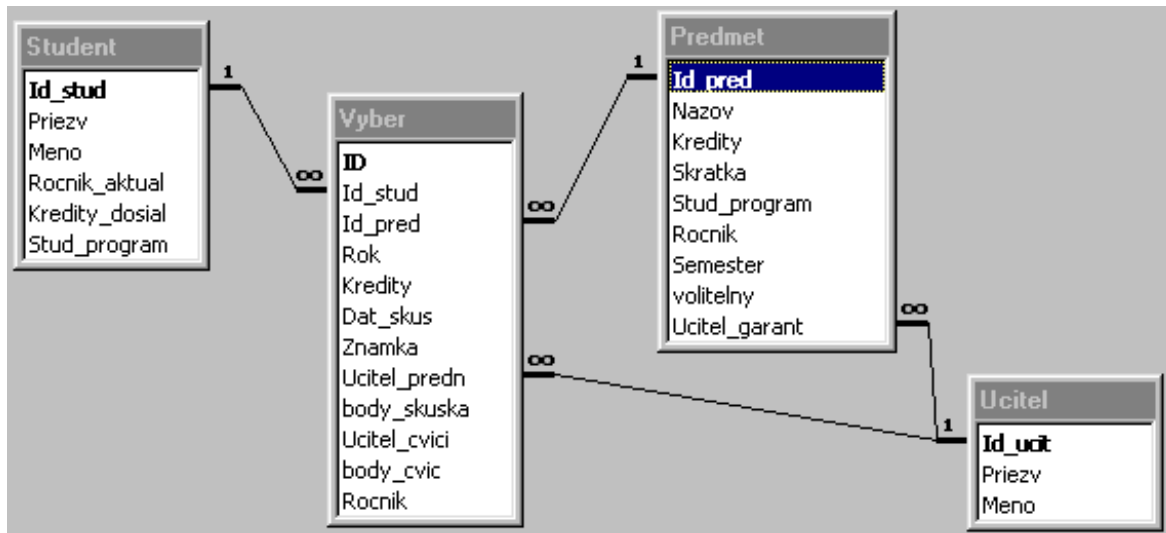 Student
Id_stud
Priezv
Meno
Rocnik_aktual
Kredity_dosial
Stud_program
1
∞
Vyber
ID
Id_stud
Id_pred
Rok
Kredity
Dat_skus
Znamka
Ucitel_predn
body_skuska
Ucitel_cvici
body_cvic
Rocnik
∞
∞
1
Predmet
Id_pred
Nazov
Kredity
Skratka
Stud_program
Rocnik
Semester
volitelny
Ucitel_garant
∞
1
Ucitel
Id_ucit
Priezv
Meno